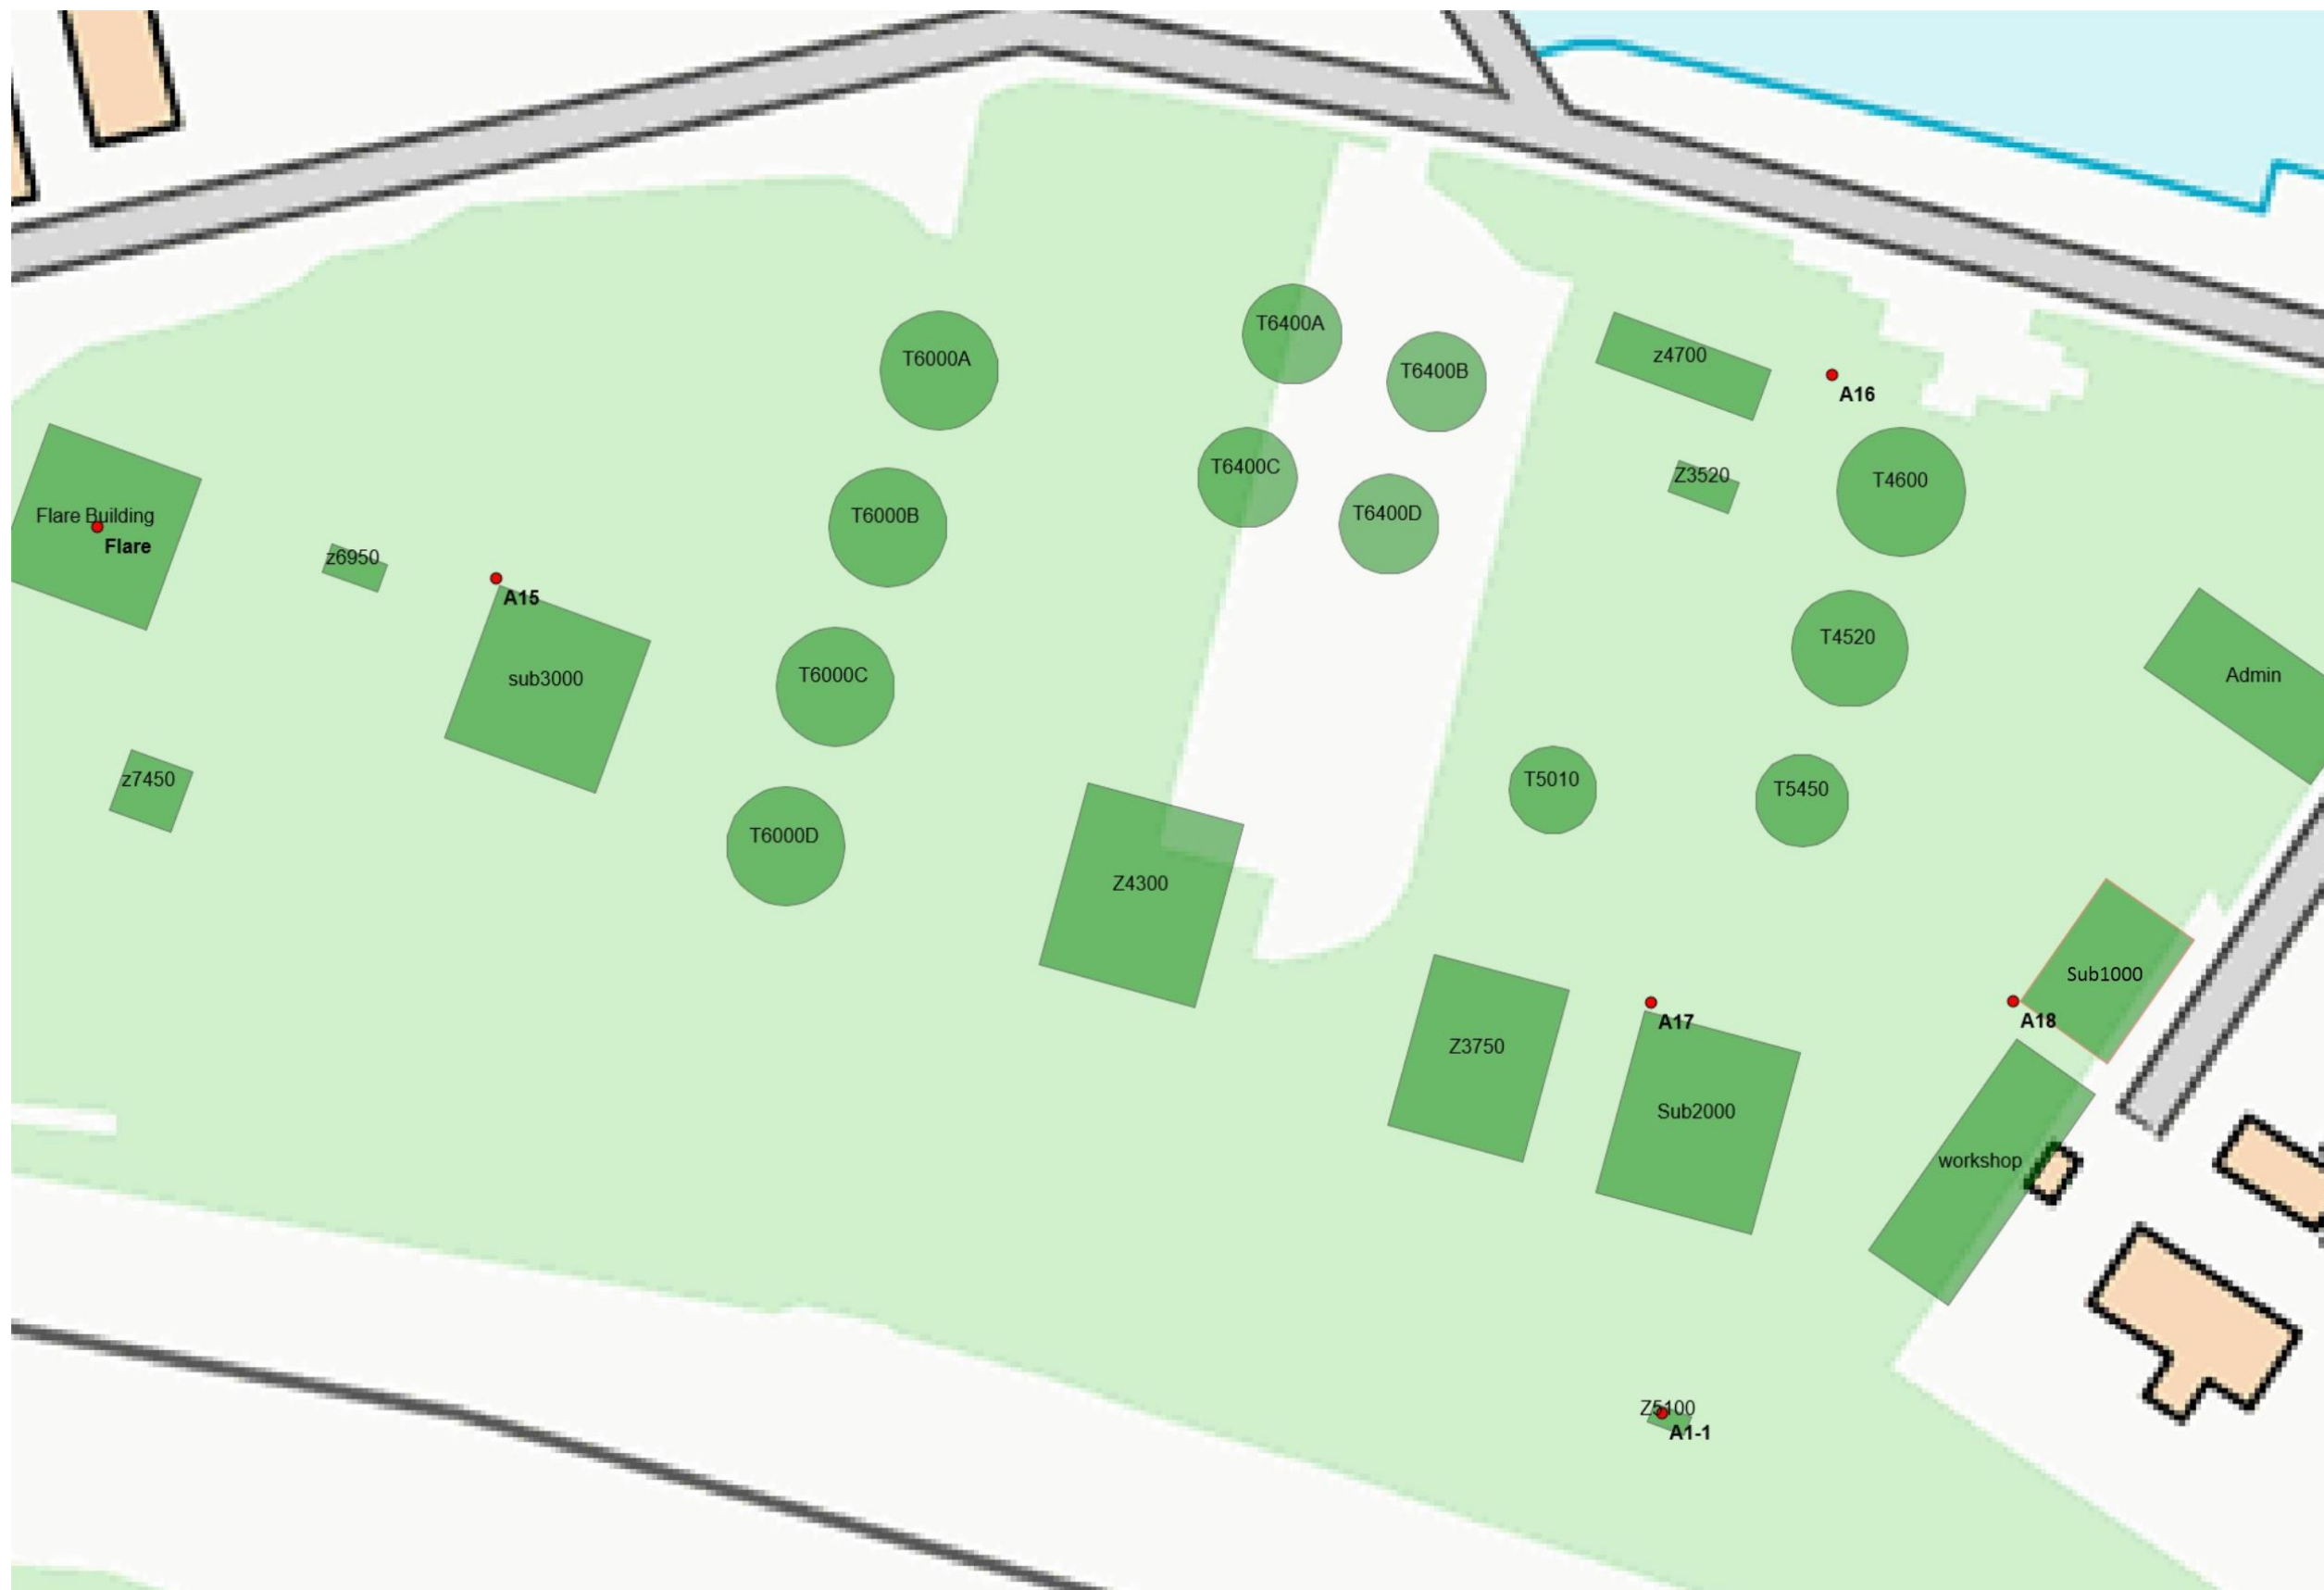 T6400A
z4700
T6000A
T6400B
A16
T6400C
Z3520
T4600
Flare Building
Flare
T6000B
T6400D
z6950
A15
sub3000
T6000C
T4520
Admin
z7450
T6000D
T5010
T5450
Z4300
Sub1000
A17
A18
Z3750
Sub2000
workshop
Z5100
A1-1